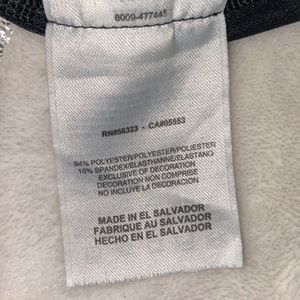 8009-477445
RN#56323 - CA#05553
84% POLYESTER/POLYESTER/POLIESTER
16% SPANDEX/ELASTHANNE/ELASTANO
EXCLUSIVE OF DECORATION
DECORATION NON COMPRISE
NO INCLUYE LA DECORACION
MADE IN EL SALVADOR
FABRIQUE AU SALVADOR
HECHO EN EL SALVADOR